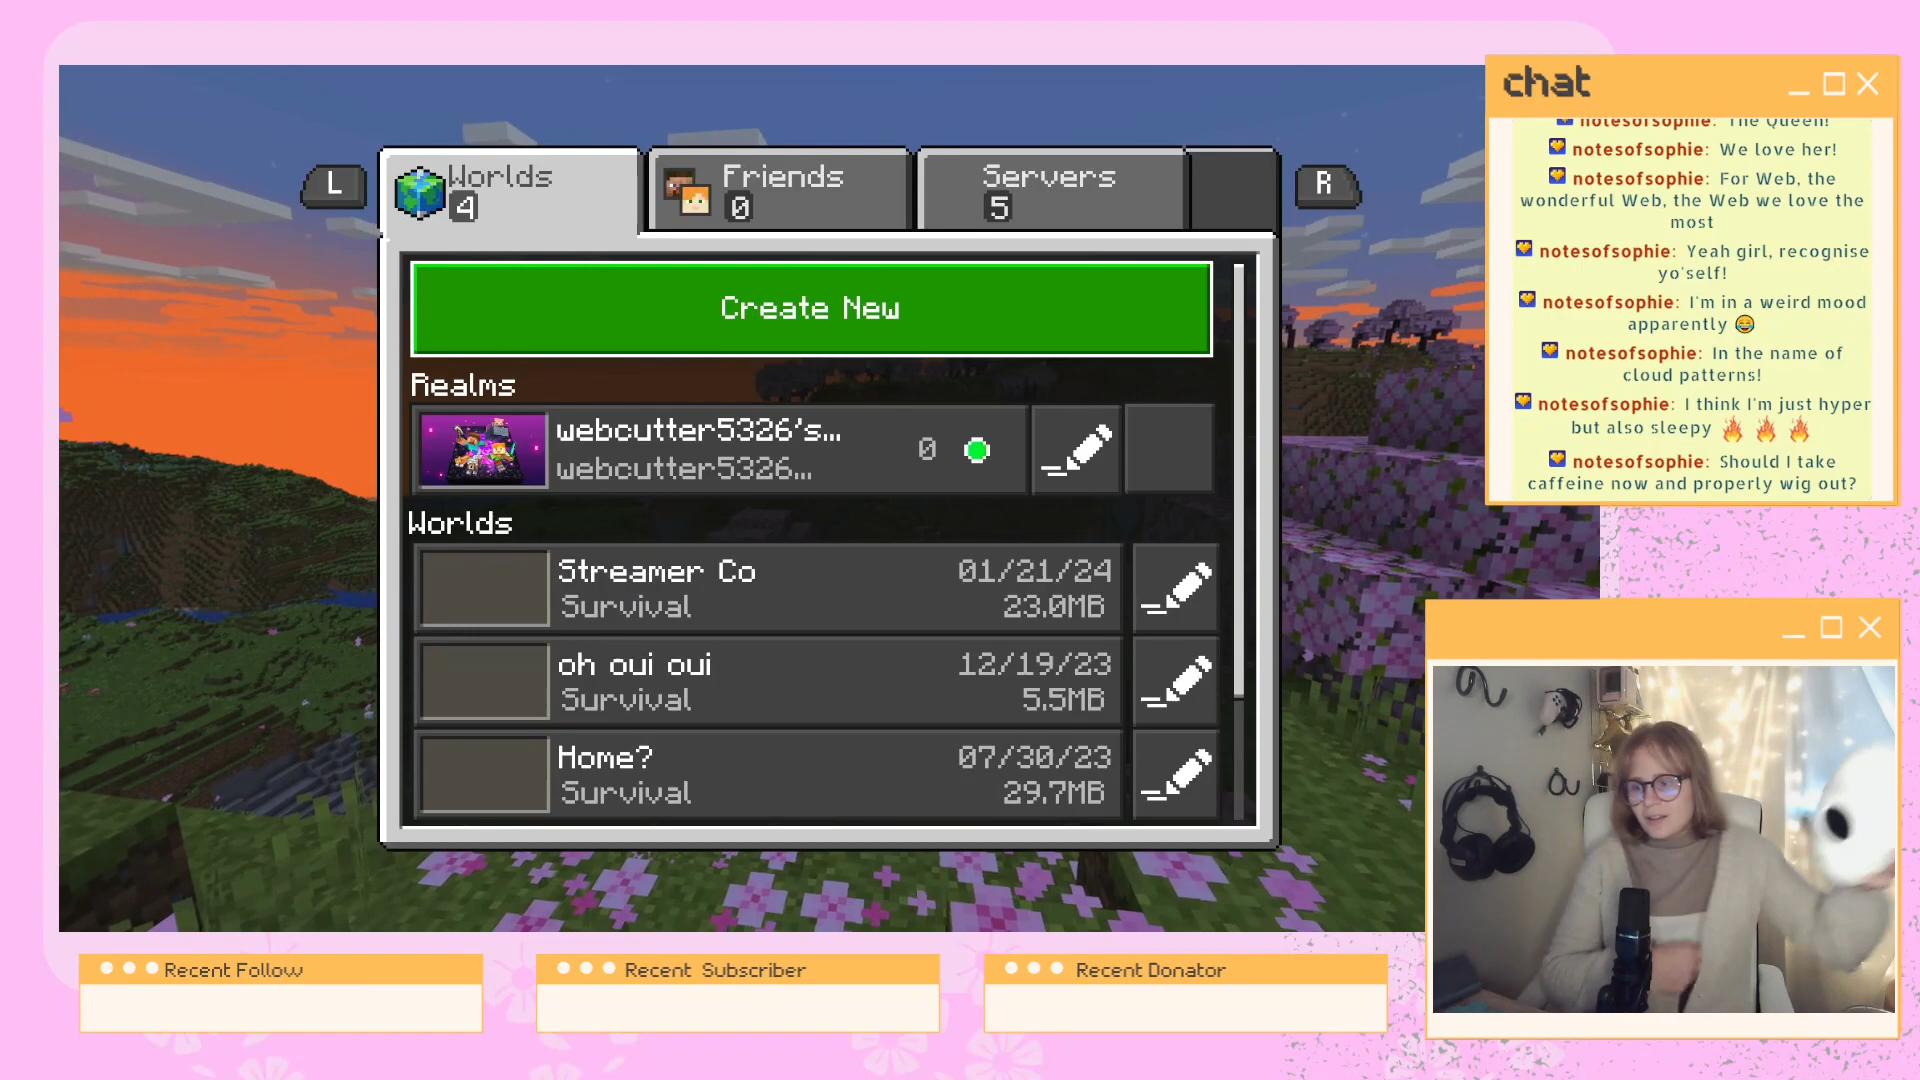 L
Worlds
4
Friends
0
Servers
5
R
Create New
Realms
webcutter5326's...
0
webcutter5326...
Worlds
Streamer Co
01/21/24
Survival
23.0MB
oh oui oui
12/19/23
Survival
5.5MB
Home?
07/30/23
Survival
29.7MB
chat
notesofsophie: The Queen!
notesofsophie: We love her!
notesofsophie: For Web, the
wonderful Web, the Web we love the
most
notesofsophie: Yeah girl, recognise
yo'self!
notesofsophie: I'm in a weird mood
apparently 😂
notesofsophie: In the name of
cloud patterns!
notesofsophie: I think I'm just hyper
but also sleepy 🔥 🔥 🔥
notesofsophie: Should I take
caffeine now and properly wig out?
Recent Follow
Recent Subscriber
Recent Donator